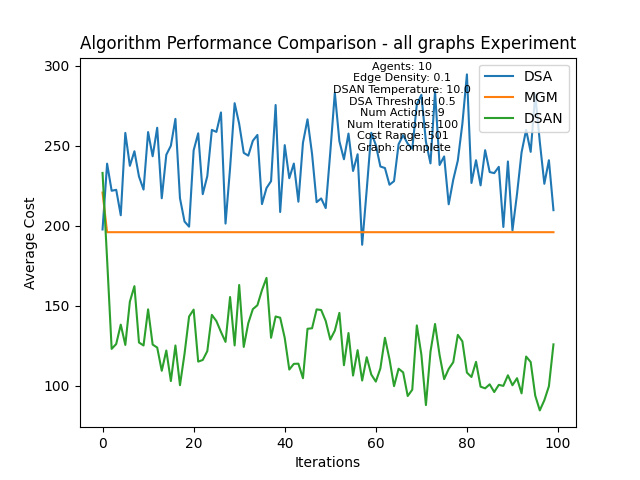 Algorithm Performance Comparison - all graphs Experiment
Agents: 10
Edge Density: 0.1
DSAN Temperature: 10.0
DSA Threshold: 0.5
Num Actions: 9
Num Iterations: 100
Cost Range: 501
Graph: Complete
DSA
MGM
DSAN
Average Cost
300
250
200
150
100
0
20
40
60
80
100
Iterations